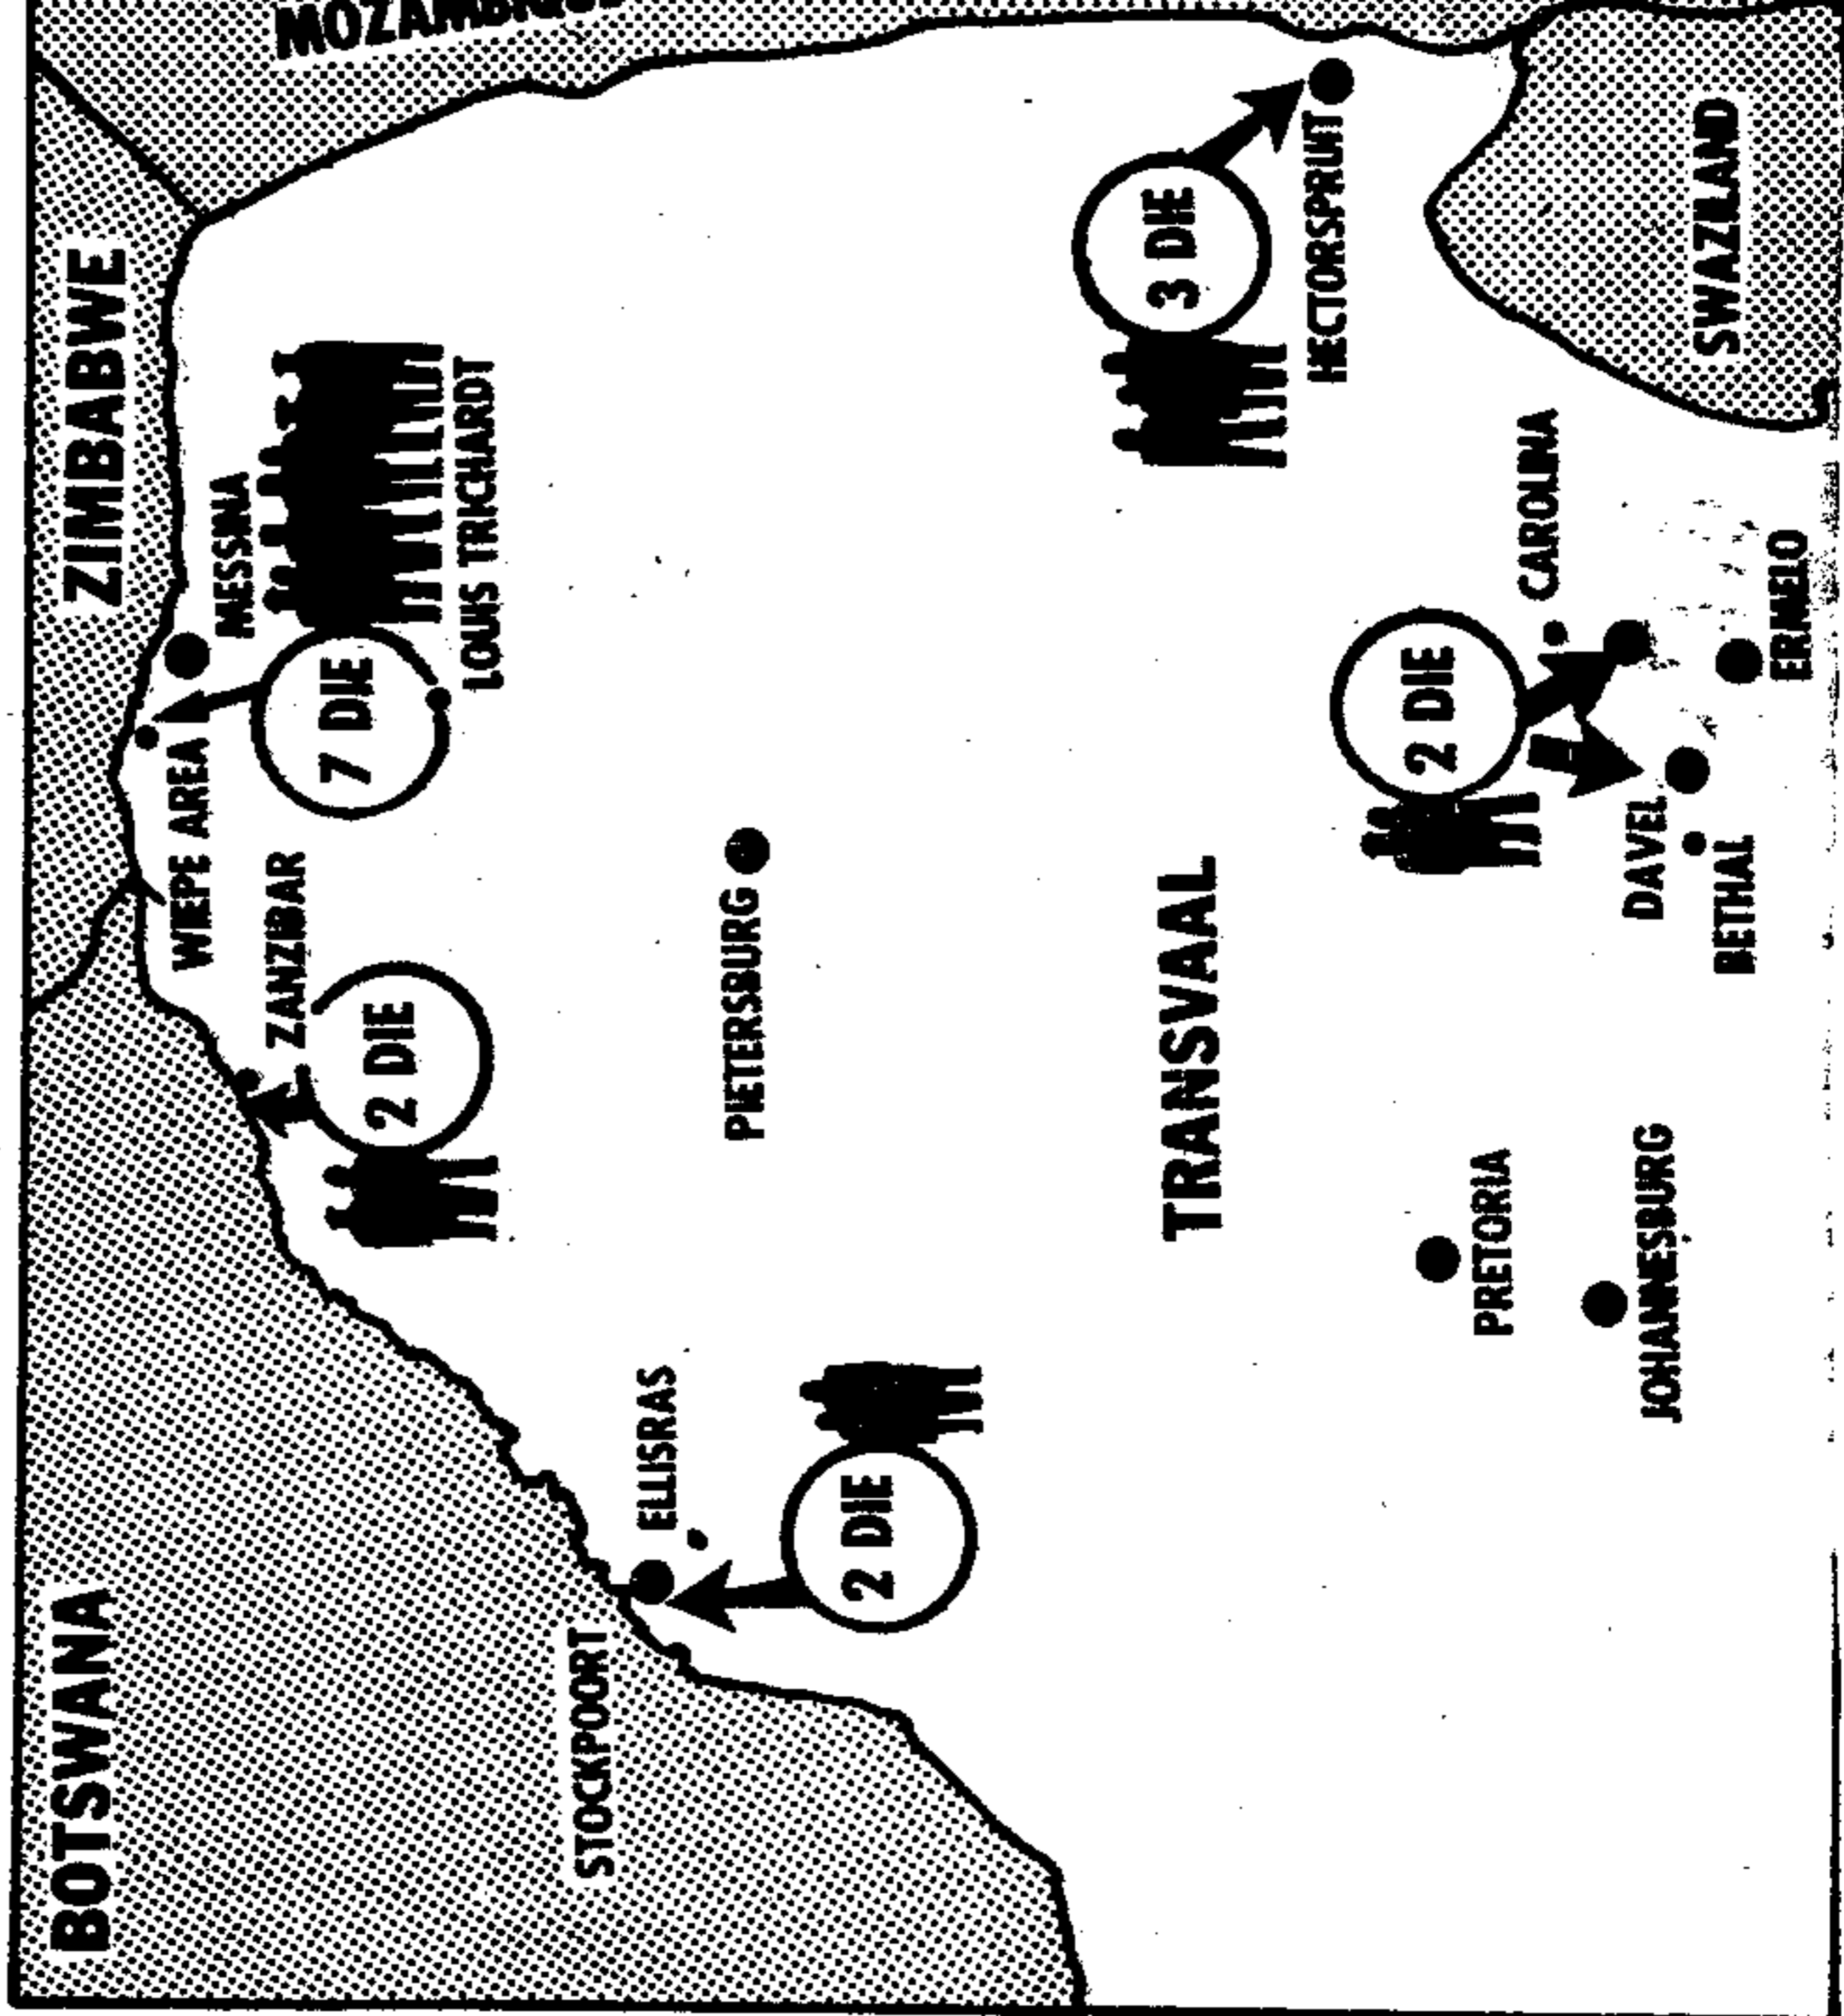 BOTSWANA
ZIMBABWE
MOZAMBIQUE
WIEPE AREA
MESSINA
ZANZIBAR
7 DIE
2 DIE
LOUIS TRICHARDT
STOCKPOORT
ELLISRAS
PIETERSBURG
2 DIE
3 DIE
TRANSVAAL
HECTORSPRUIT
2 DIE
PRETORIA
CAROLINA
JOHANNESBURG
DAVEL
SWAZILAND
BETHAL
ERMELO